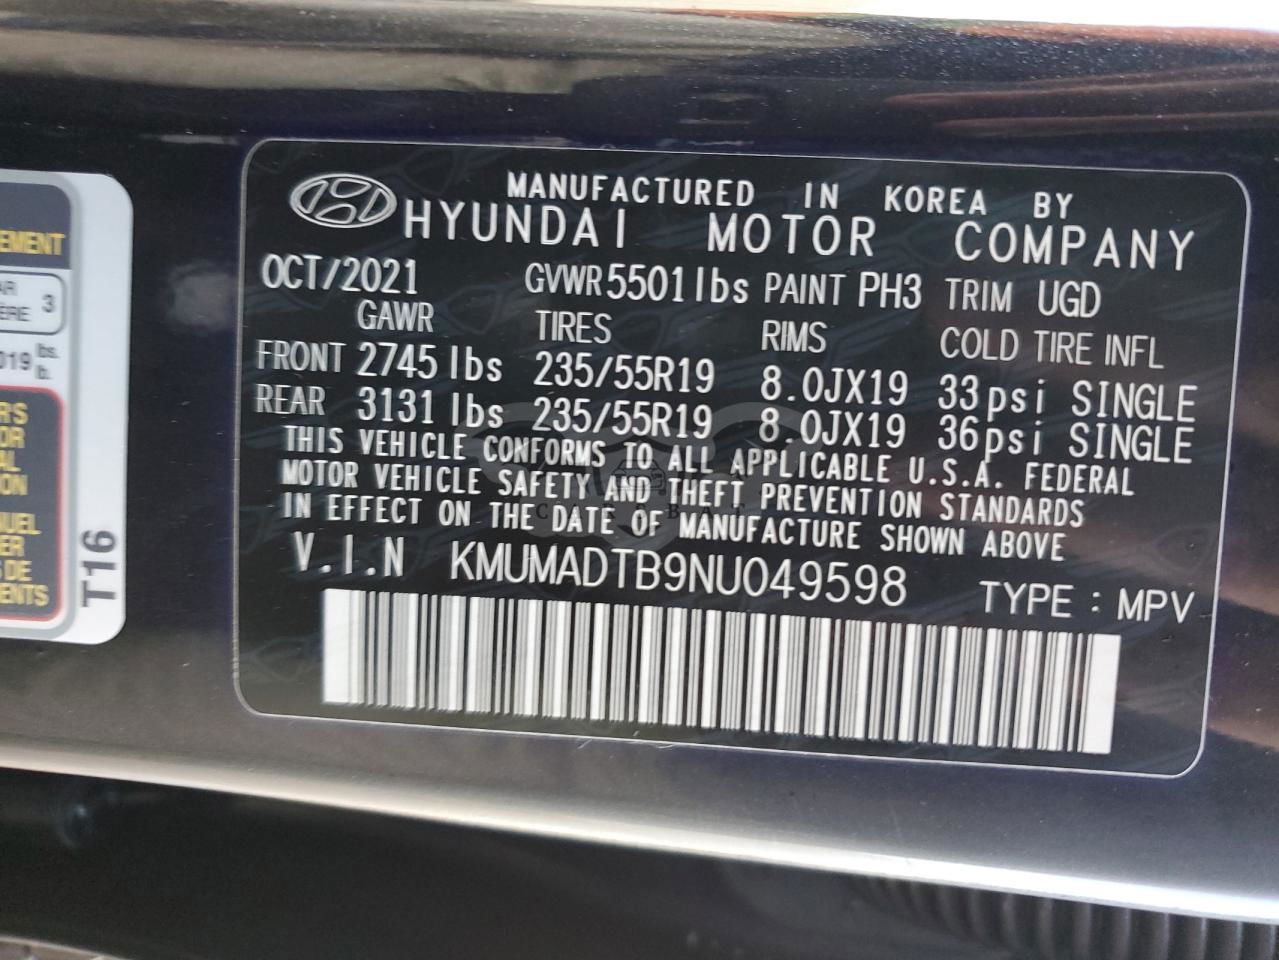 MANUFACTURED IN KOREA BY
HYUNDAI MOTOR COMPANY
OCT/2021 GVWR 5501 lbs PAINT PH3 TRIM UGD
GAWR TIRES RIMS COLD TIRE INFL
FRONT 2745 lbs 235/55R19 8.0JX19 33psi SINGLE
REAR 3131 lbs 235/55R19 8.0JX19 36psi SINGLE
THIS VEHICLE CONFORMS TO ALL APPLICABLE U.S.A. FEDERAL
MOTOR VEHICLE SAFETY AND THEFT PREVENTION STANDARDS
IN EFFECT ON THE DATE OF MANUFACTURE SHOWN ABOVE
V.I.N KMUMADTB9NU049598 TYPE : MPV
3
lbs.
T16